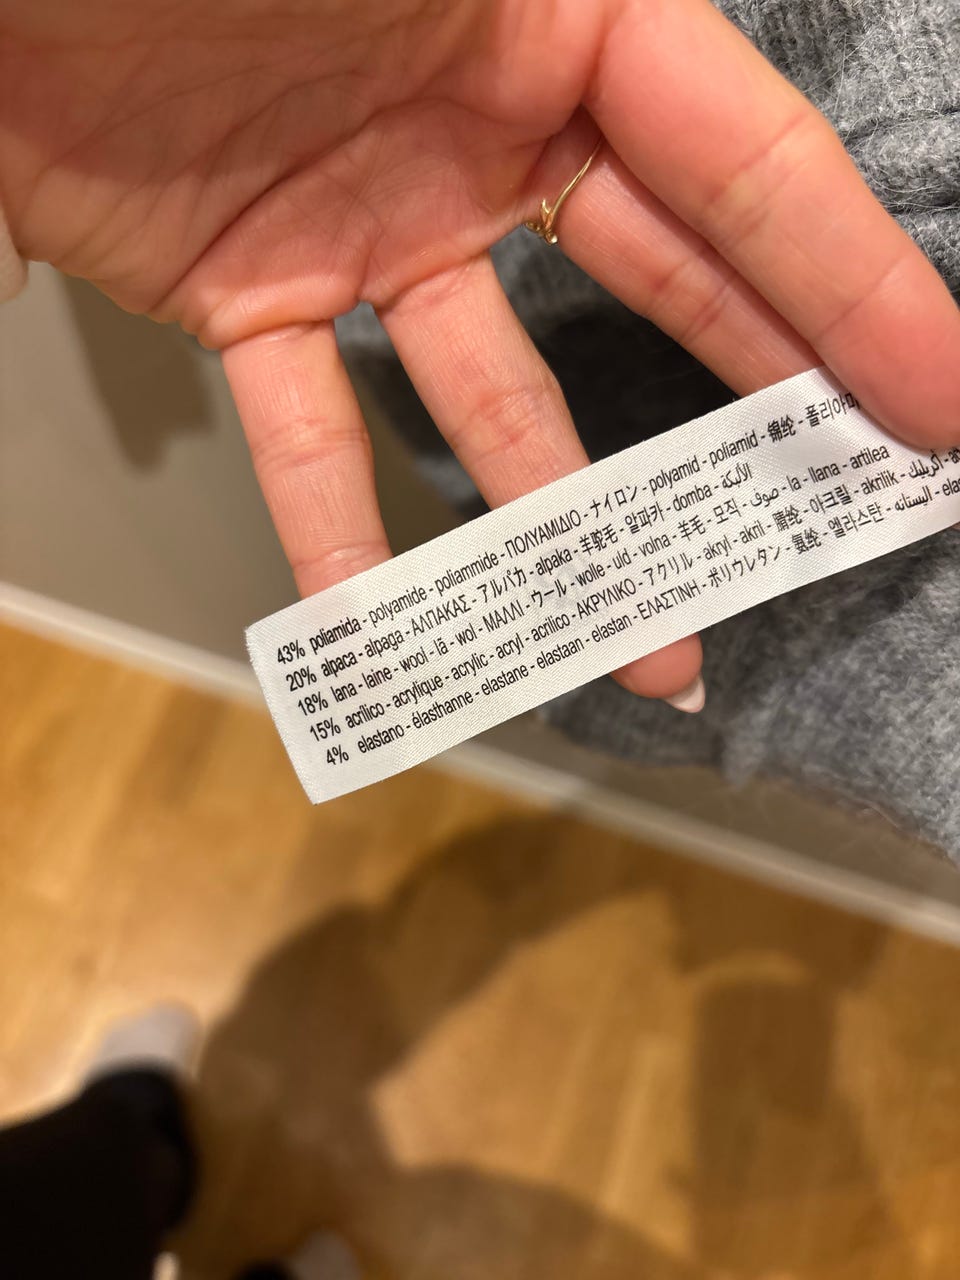 43% poliamida - polyamide - poliammide - ΠΟΛΥΑΜΙΔΙΟ - ナイロン - polyamid - poliamid - 锦纶 - 폴리아미
20% alpaca - alpaga - ΑΛΠΑΚΑΣ - アルパカ - alpaka - 羊驼毛 - 알파카 - domba - الألبكة
18% lana - laine - wool - lã - wol - ΜΑΛΛΙ - ウール - wolle - uld - volna - 羊毛 - 모직 - صوف - la - llana - artilea
15% acrílico - acrylique - acrylic - acryl - acrilico - ΑΚΡΥΛΙΚΟ - アクリル - akryl - akril - 腈纶 - 아크릴 - akrilik - أكريليك
4% elastano - élasthanne - elastane - elastaan - elastan - ΕΛΑΣΤΙΝΗ - ポリウレタン - 氨纶 - 엘라스탄 - اليستانه - elas